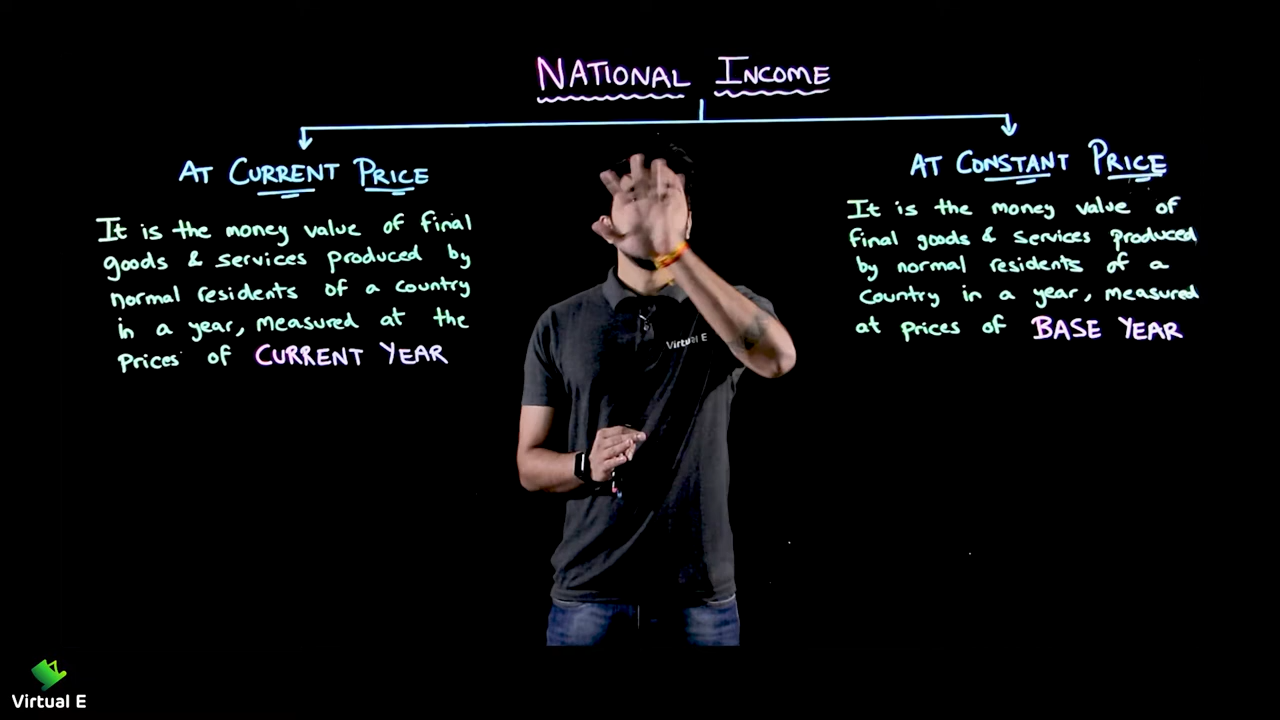 NATIONAL INCOME
AT CURRENT PRICE
It is the money value of final
goods & services produced by
normal residents of a country
in a year, measured at the
prices of CURRENT YEAR
AT CONSTANT PRICE
It is the money value of
final goods & services produced
by normal residents of a
country in a year, measured
at prices of BASE YEAR
Virtual E
Virtual E